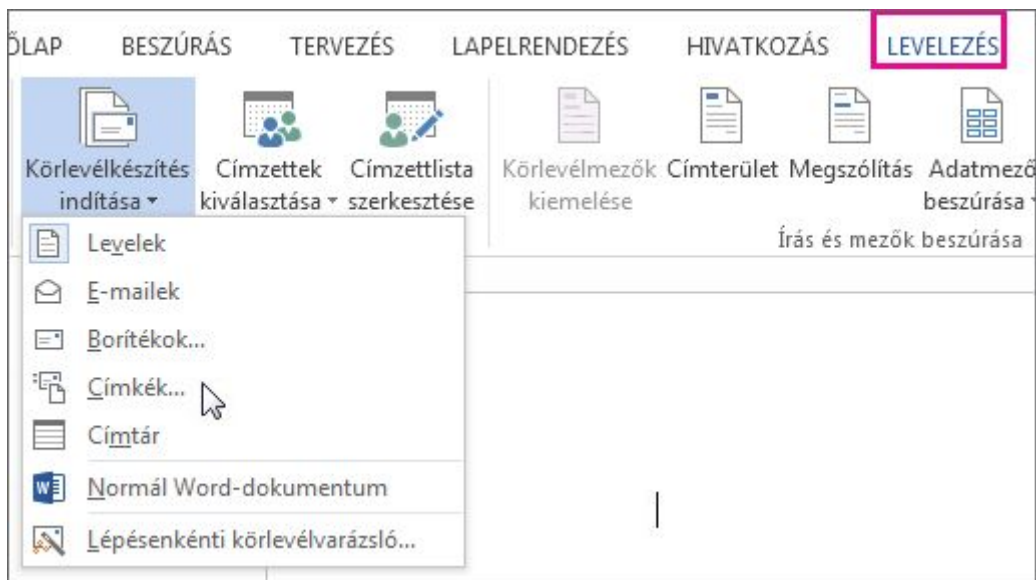 ŐLAP BESZÚRÁS TERVEZÉS LAPELRENDEZÉS HIVATKOZÁS LEVELEZÉS
Körlevélkészítés Címzettek Címzettlista Körlevélmezők Címterület Megszólítás Adatmező
indítása kiválasztása szerkesztése kiemelése beszúrása
Írás és mezők beszúrása
Levelek
E-mailek
Borítékok...
Címkék...
Címtár
Normál Word-dokumentum
Lépésenkénti körlevélvarázsló...